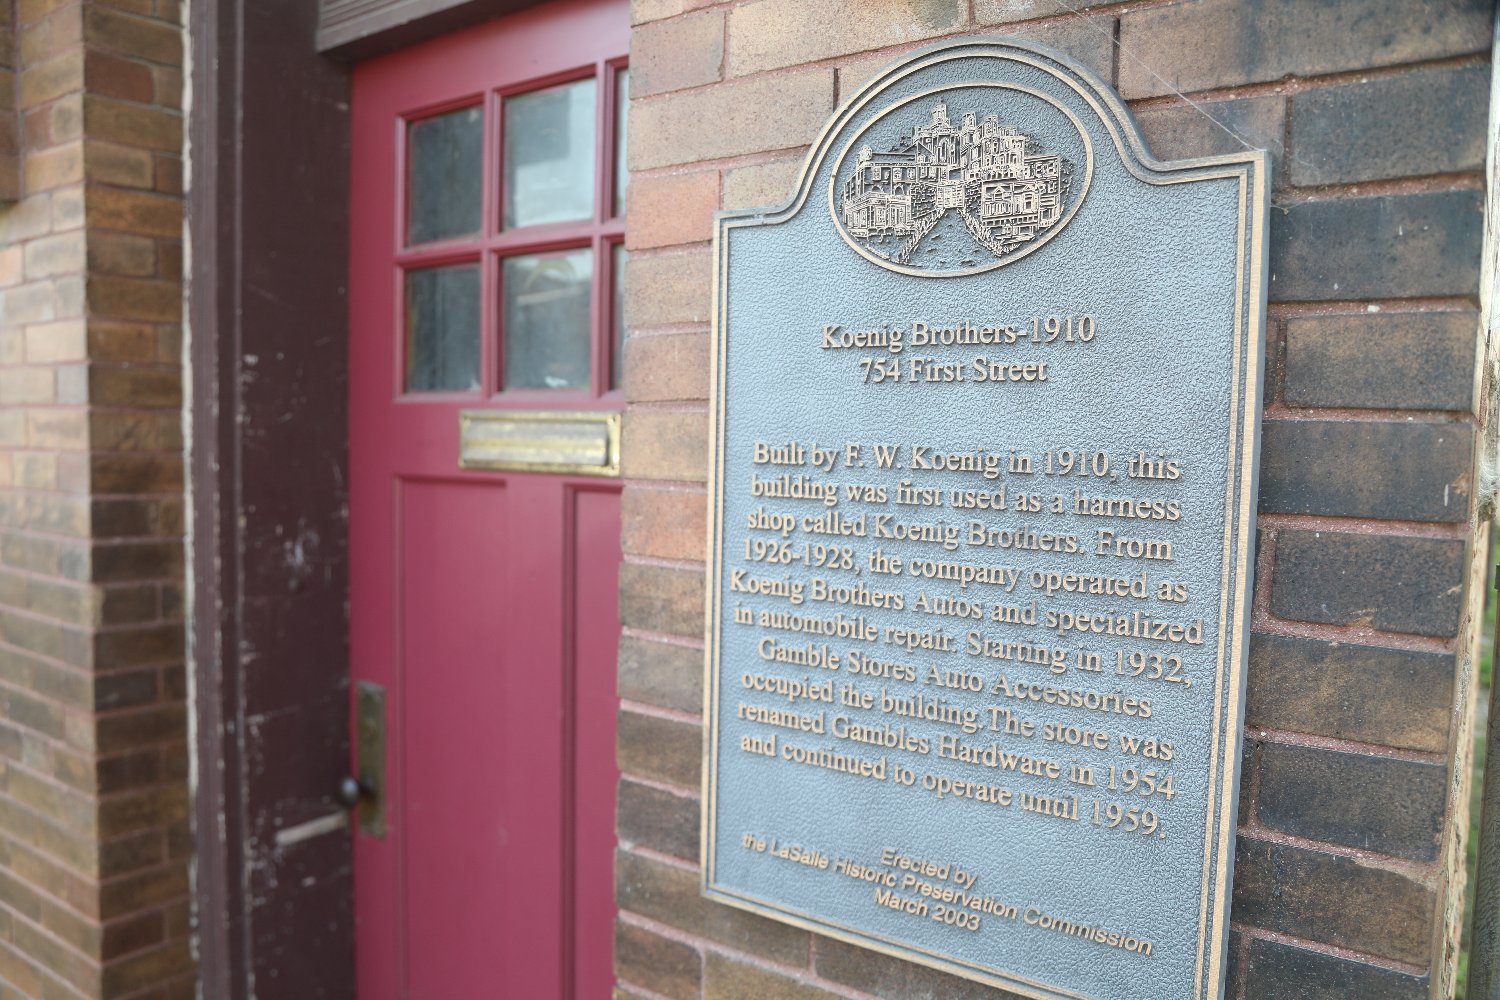 Koenig Brothers-1910
754 First Street
Built by F. W. Koenig in 1910, this
building was first used as a harness
shop called Koenig Brothers. From
1926-1928, the company operated as
Koenig Brothers Autos and specialized
in automobile repair. Starting in 1932,
Gamble Stores Auto Accessories
occupied the building.The store was
renamed Gambles Hardware in 1954
and continued to operate until 1959.
Erected by
the LaSalle Historic Preservation Commission
March 2003